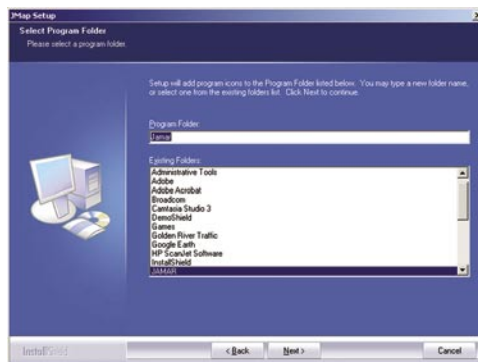 JMap Setup
Select Program Folder
Please select a program folder.
Setup will add program icons to the Program Folder listed below. You may type a new folder name,
or select one from the existing folders list. Click Next to continue.
Program Folder:
Jamar
Existing Folders:
Administrative Tools
Adobe
Adobe Acrobat
Broadcom
Camtasia Studio 3
DemoShield
Games
Golden River Traffic
Google Earth
HP ScanJet Software
InstallShield
JAMAR
InstallShield
< Back
Next >
Cancel